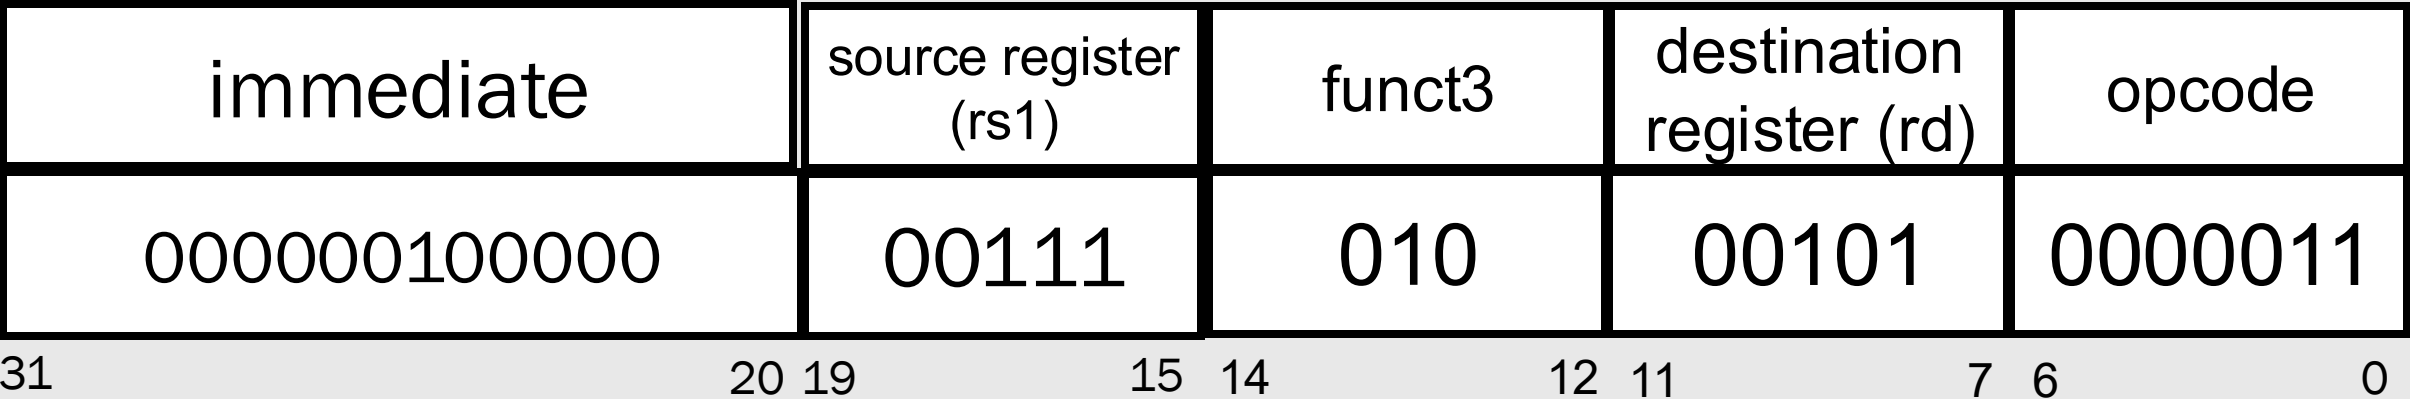 immediate
source register
(rs1)
funct3
destination
register (rd)
opcode
000000100000
00111
010
00101
0000011
31
20
19
15
14
12
11
7
6
0